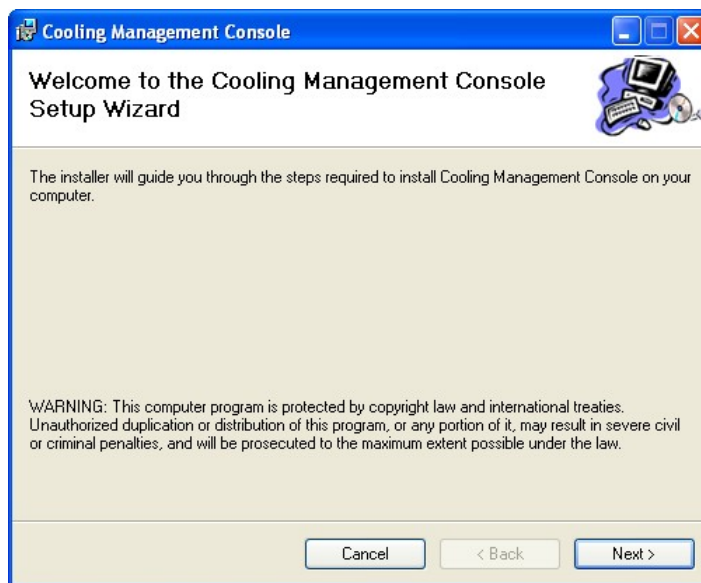 Cooling Management Console
Welcome to the Cooling Management Console
Setup Wizard
The installer will guide you through the steps required to install Cooling Management Console on your
computer.
WARNING: This computer program is protected by copyright law and international treaties.
Unauthorized duplication or distribution of this program, or any portion of it, may result in severe civil
or criminal penalties, and will be prosecuted to the maximum extent possible under the law.
Cancel
< Back
Next >